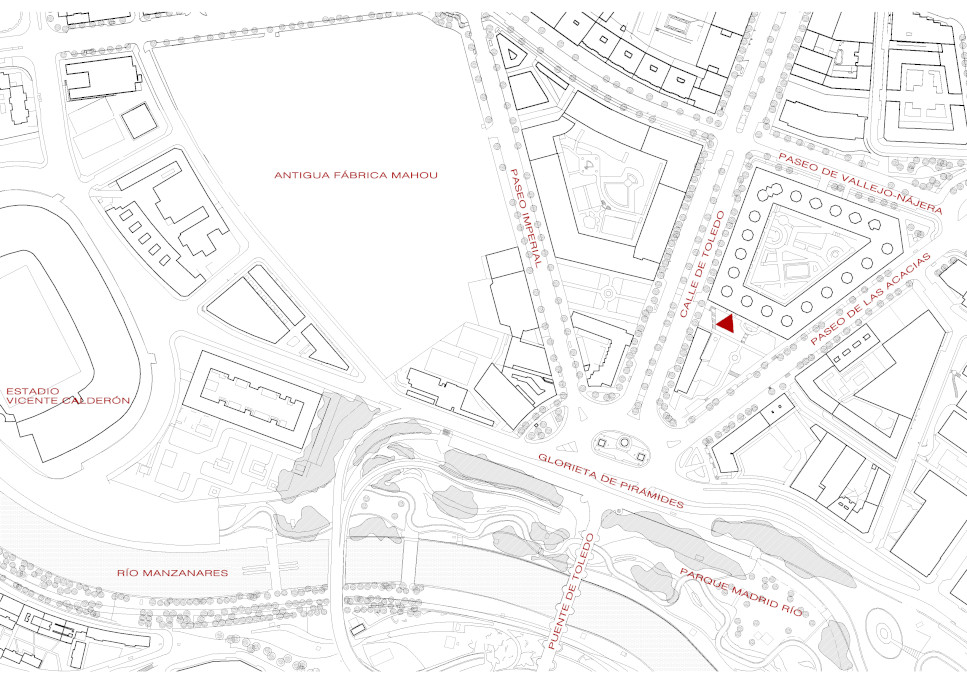 PASEO DE VALLEJO-NÁJERA
ANTIGUA FÁBRICA MAHOU
PASEO IMPERIAL
CALLE DE TOLEDO
PASEO DE LAS ACACIAS
ESTADIO
VICENTE CALDERÓN
GLORIETA DE PIRÁMIDES
PUENTE DE TOLEDO
RÍO MANZANARES
PARQUE MADRID RÍO